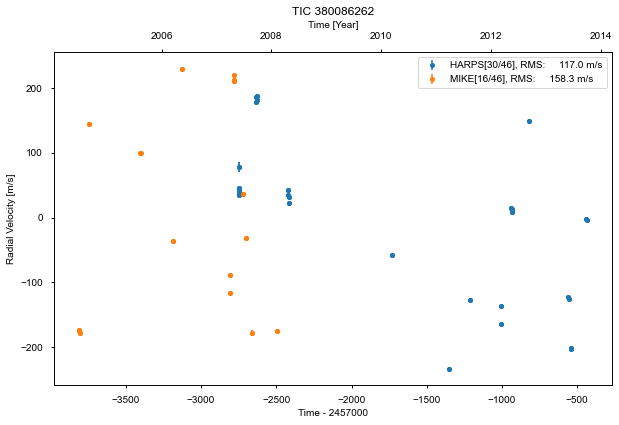 TIC 380086262
Time [Year]
2006 2008 2010 2012 2014
HARPS[30/46], RMS: 117.0 m/s
MIKE[16/46], RMS: 158.3 m/s
Radial Velocity [m/s]
200
100
0
−100
−200
−3500 −3000 −2500 −2000 −1500 −1000 −500
Time - 2457000